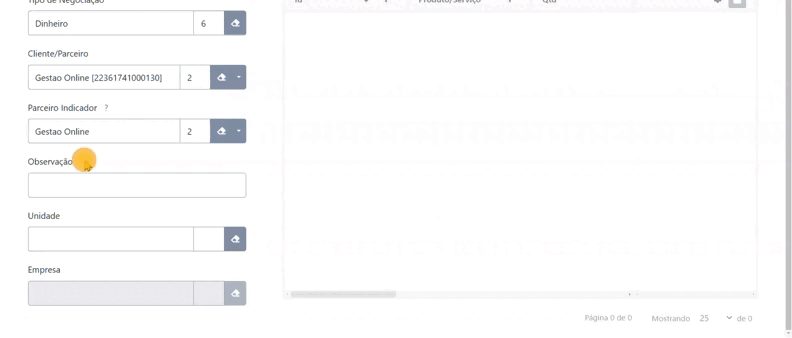 Tipo de Negociação
Id Produto/Serviço Qtd
Dinheiro 6
Cliente/Parceiro
Gestao Online [22361741000130] 2
Parceiro Indicador ?
Gestao Online 2
Observação
Unidade
Empresa
Página 0 de 0 Mostrando 25 de 0